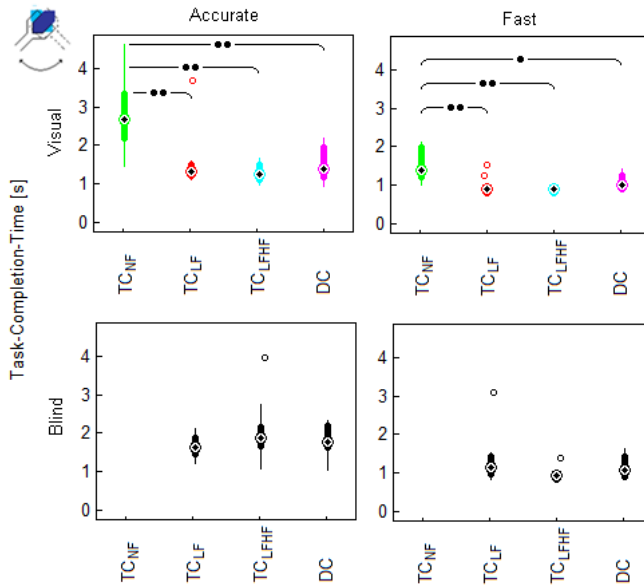 Accurate
Fast
Task-Completion-Time [s]
Visual
4
3
2
1
0
TC_NF
TC_LF
TC_LFHF
DC
4
3
2
1
0
TC_NF
TC_LF
TC_LFHF
DC
Blind
4
3
2
1
0
TC_NF
TC_LF
TC_LFHF
DC
4
3
2
1
0
TC_NF
TC_LF
TC_LFHF
DC